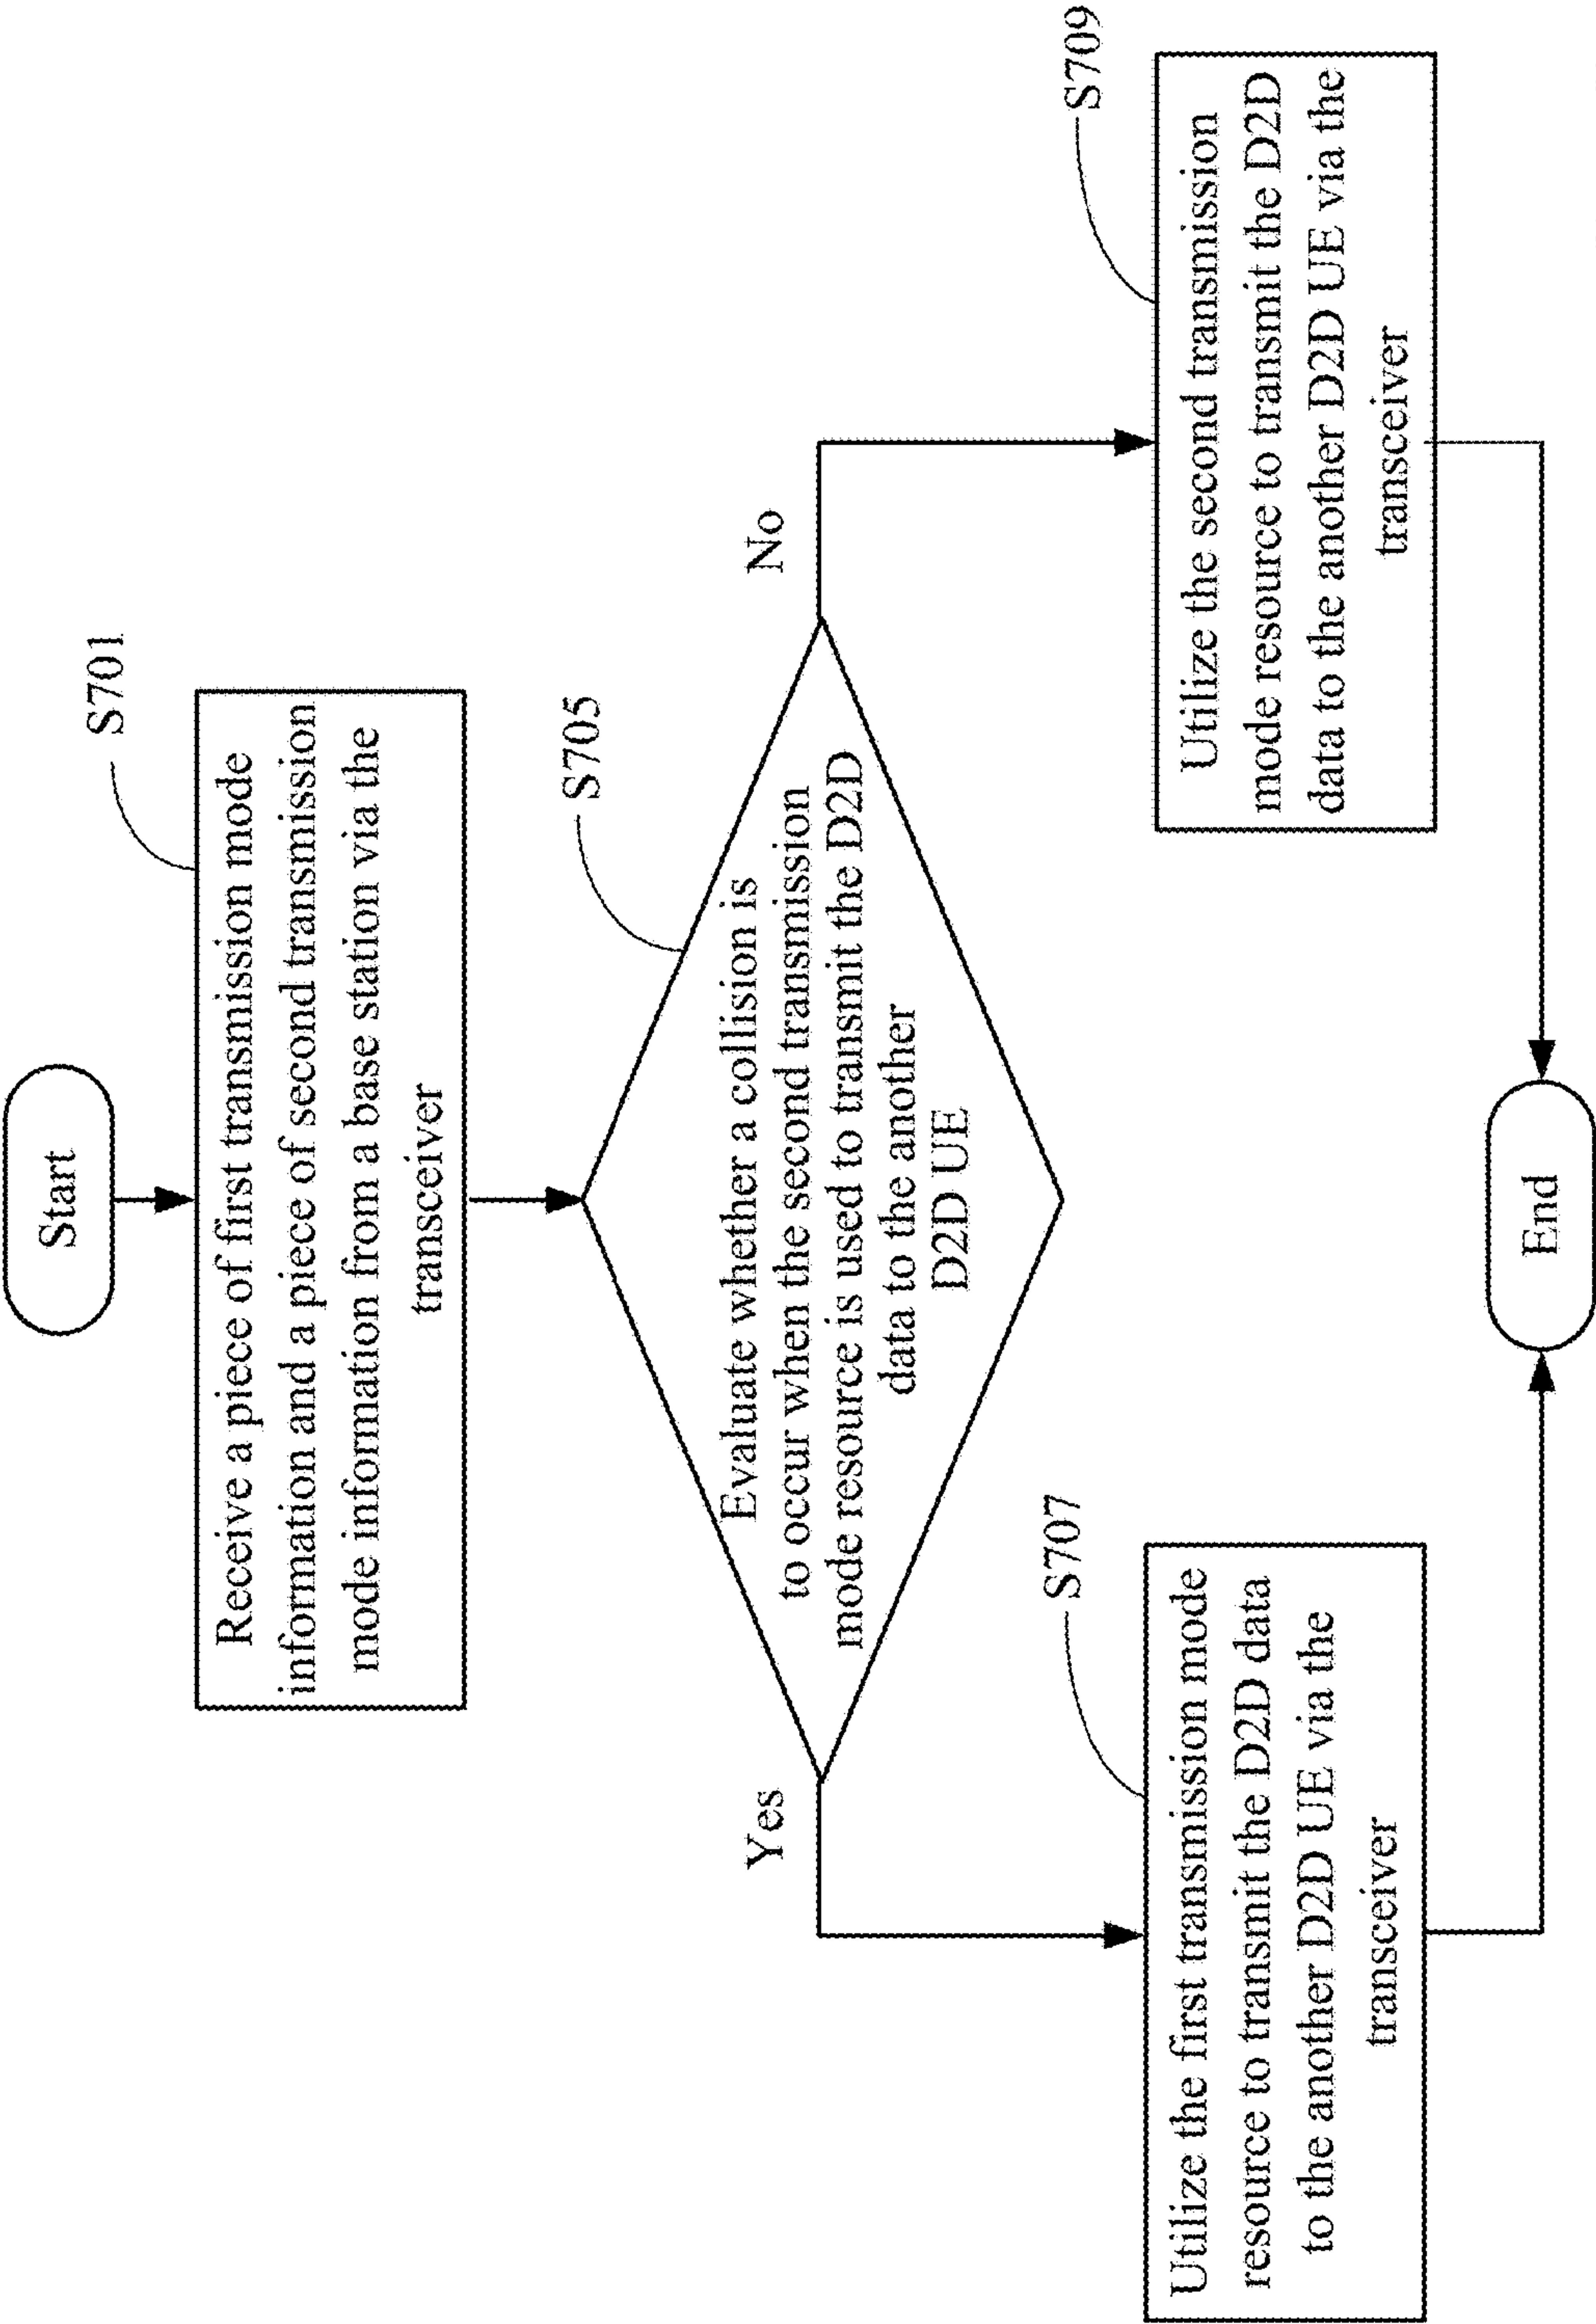 Start
S701
Receive a piece of first transmission mode
information and a piece of second transmission
mode information from a base station via the
transceiver
S705
Evaluate whether a collision is
to occur when the second transmission
mode resource is used to transmit the D2D
data to the another
D2D UE
Yes
No
S707
Utilize the first transmission mode
resource to transmit the D2D data
to the another D2D UE via the
transceiver
S709
Utilize the second transmission
mode resource to transmit the D2D
data to the another D2D UE via the
transceiver
End